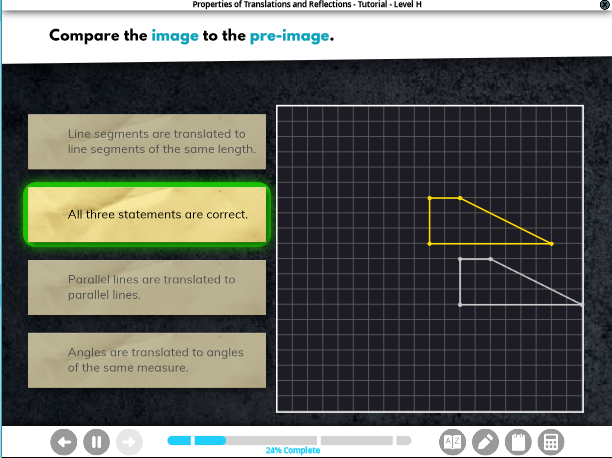 Properties of Translations and Reflections - Tutorial - Level H
Compare the image to the pre-image.
Line segments are translated to
line segments of the same length.
All three statements are correct.
Parallel lines are translated to
parallel lines.
Angles are translated to angles
of the same measure.
A Z
24% Complete